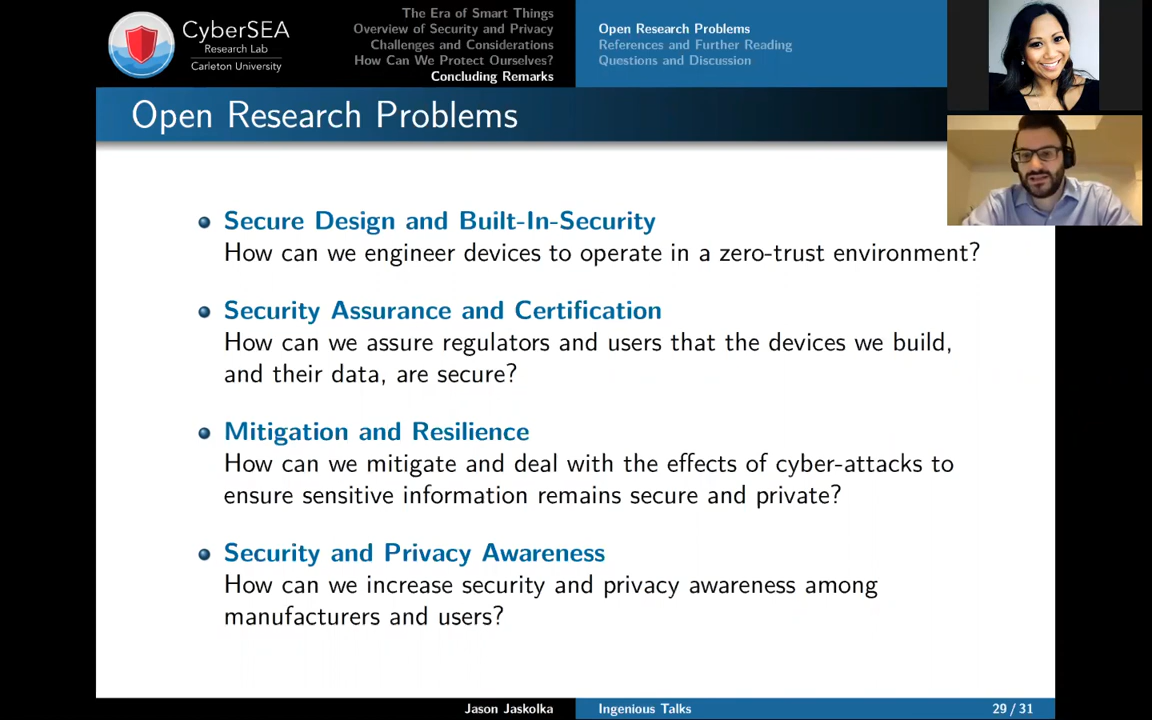 CyberSEA
Research Lab
Carleton University
The Era of Smart Things
Overview of Security and Privacy
Challenges and Considerations
How Can We Protect Ourselves?
Concluding Remarks
Open Research Problems
References and Further Reading
Questions and Discussion
Open Research Problems
Secure Design and Built-In-Security
How can we engineer devices to operate in a zero-trust environment?
Security Assurance and Certification
How can we assure regulators and users that the devices we build,
and their data, are secure?
Mitigation and Resilience
How can we mitigate and deal with the effects of cyber-attacks to
ensure sensitive information remains secure and private?
Security and Privacy Awareness
How can we increase security and privacy awareness among
manufacturers and users?
Jason Jaskolka
Ingenious Talks
29 / 31